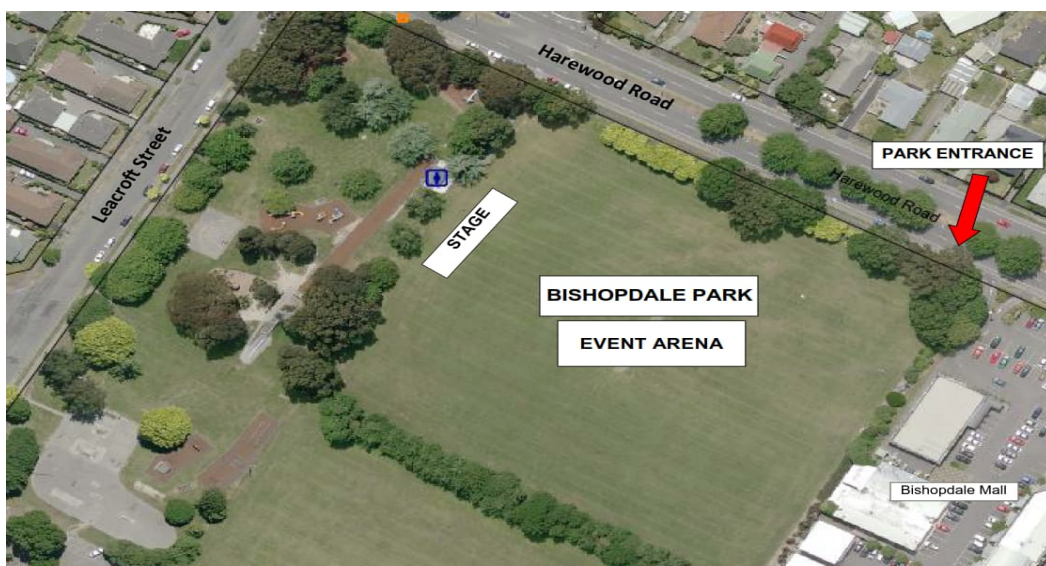 Harewood Road
Leacroft Street
PARK ENTRANCE
Harewood Road
STAGE
BISHOPDALE PARK
EVENT ARENA
Bishopdale Mall